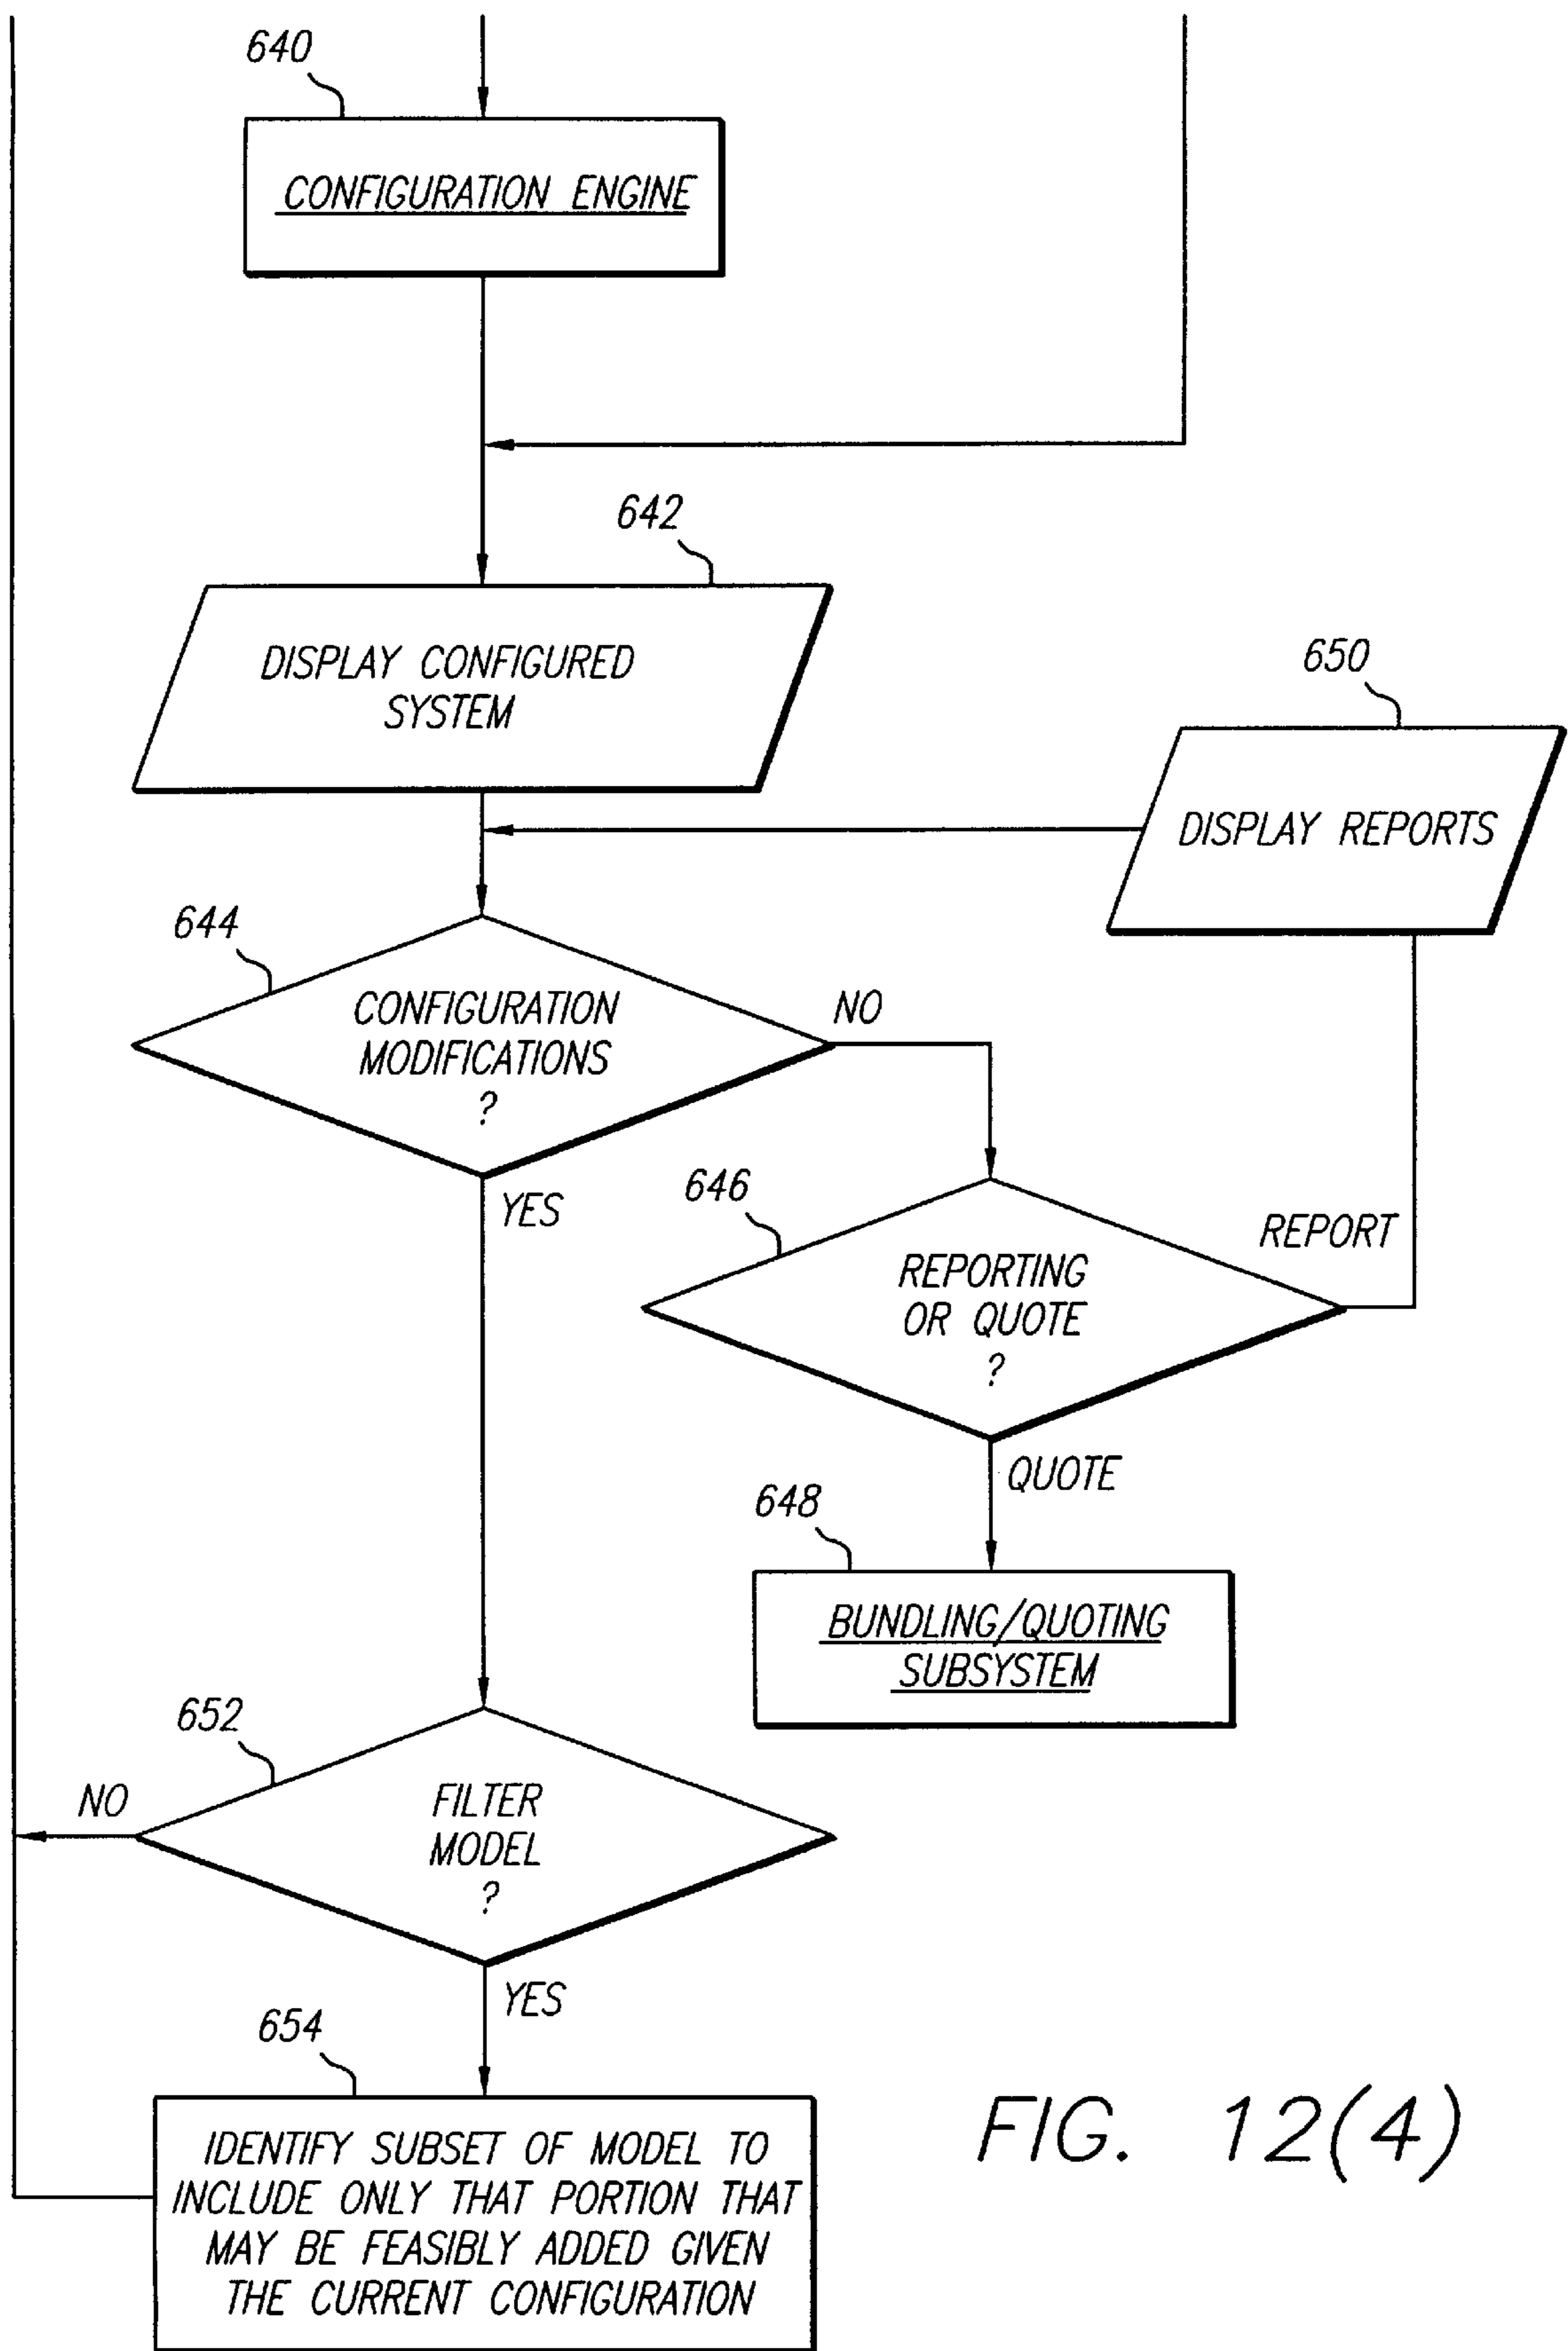 640
CONFIGURATION ENGINE
642
DISPLAY CONFIGURED
SYSTEM
650
DISPLAY REPORTS
644
CONFIGURATION
MODIFICATIONS
?
NO
YES
646
REPORTING
OR QUOTE
?
REPORT
QUOTE
648
BUNDLING/QUOTING
SUBSYSTEM
652
FILTER
MODEL
?
NO
YES
654
IDENTIFY SUBSET OF MODEL TO
INCLUDE ONLY THAT PORTION THAT
MAY BE FEASIBLY ADDED GIVEN
THE CURRENT CONFIGURATION
FIG. 12(4)